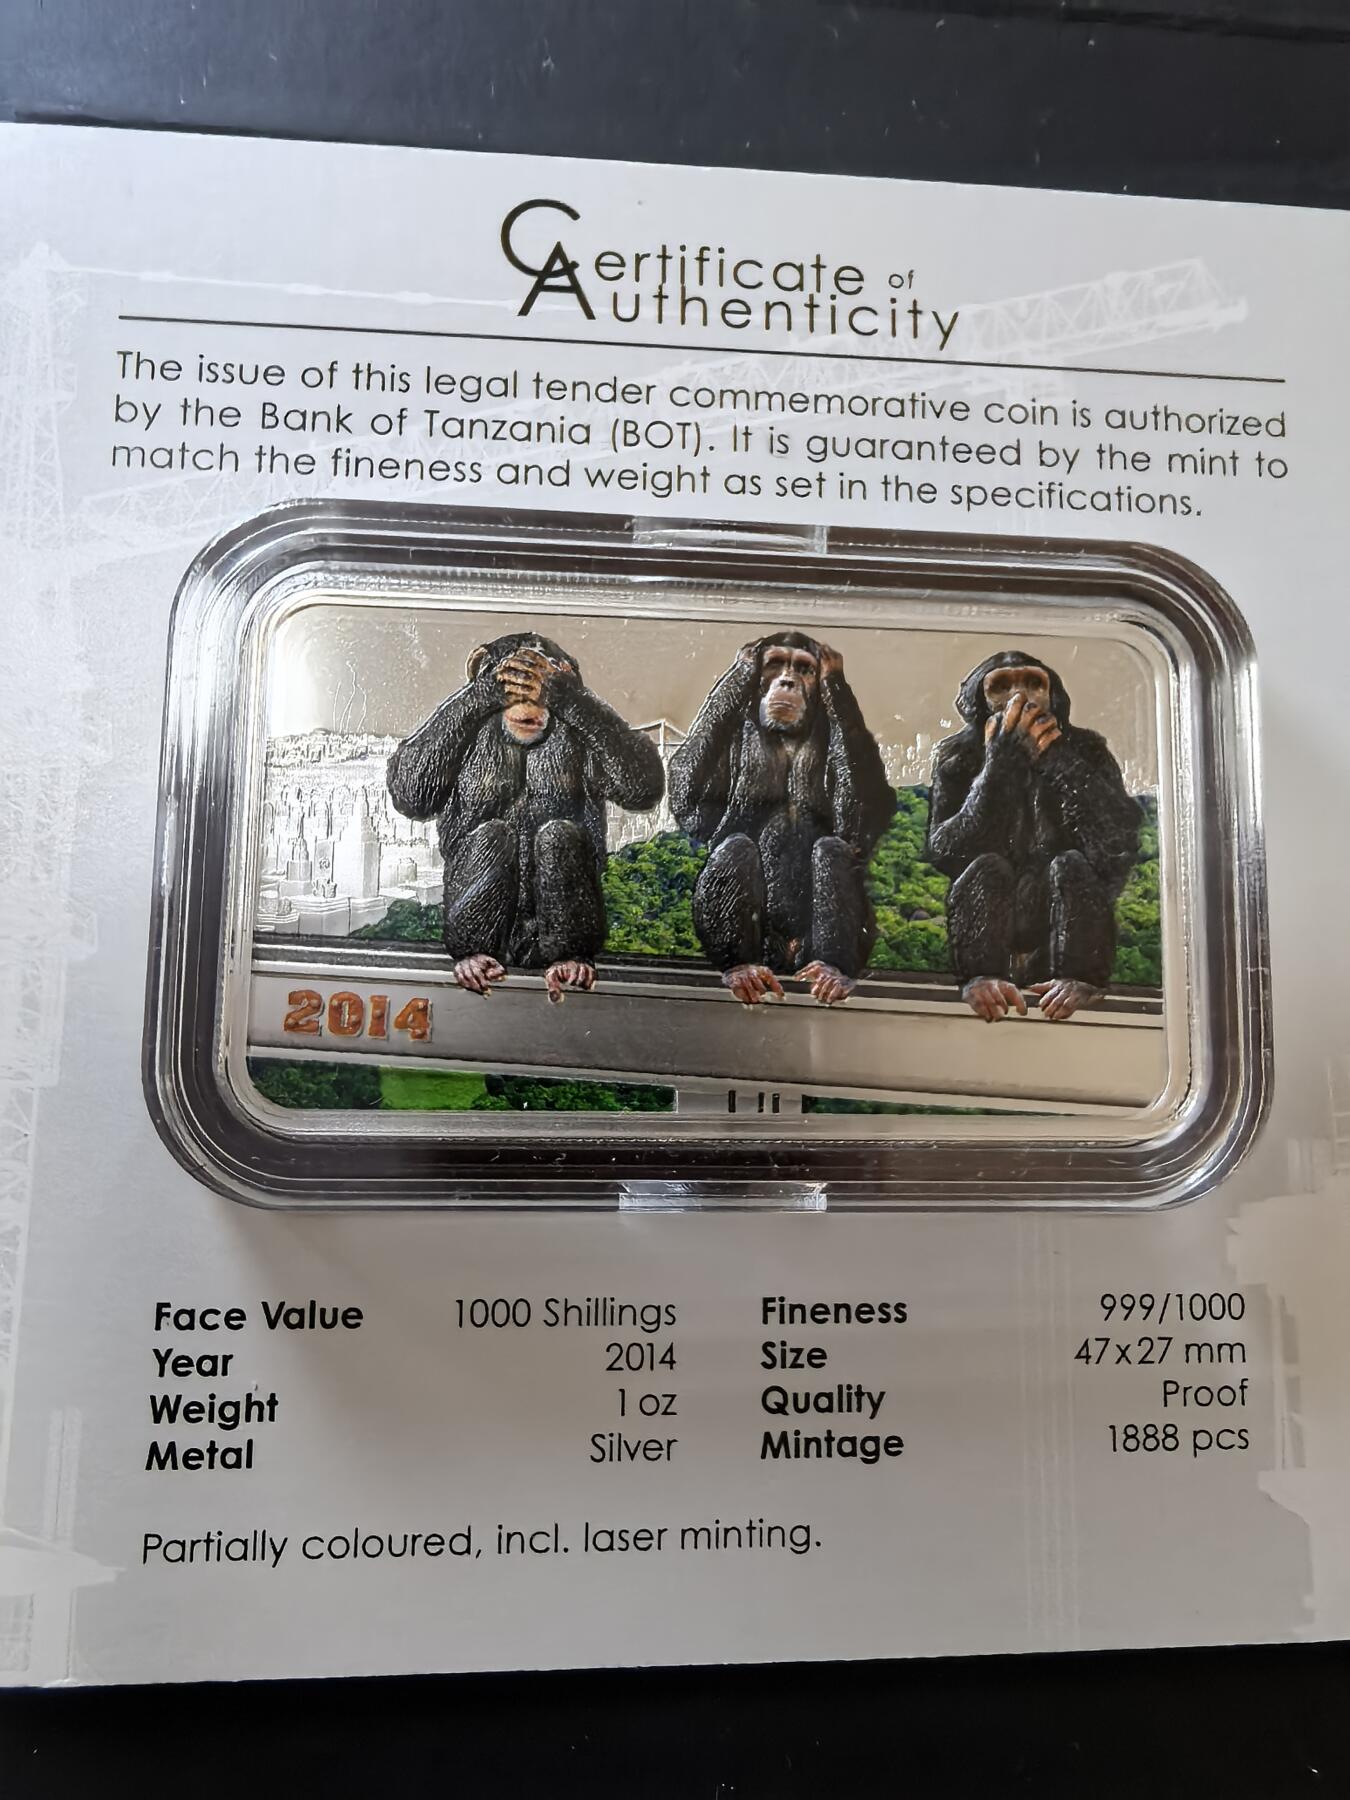 Certificate of
Authenticity
The issue of this legal tender commemorative coin is authorized
by the Bank of Tanzania (BOT). It is guaranteed by the mint to
match the fineness and weight as set in the specifications.
2014
Face Value 1000 Shillings Fineness 999/1000
Year 2014 Size 47x27 mm
Weight 1 oz Quality Proof
Metal Silver Mintage 1888 pcs
Partially coloured, incl. laser minting.